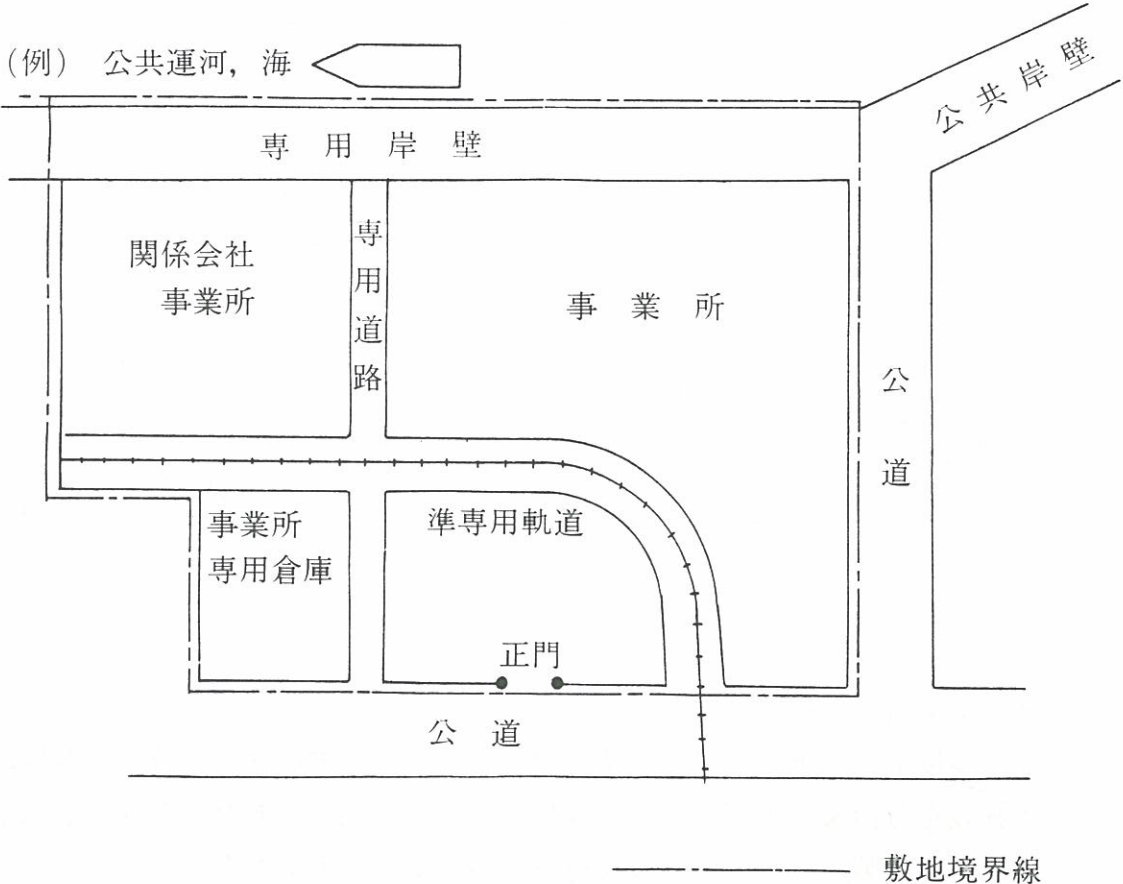 (例) 公共運河, 海
公共岸壁
専用岸壁
関係会社
事業所
専用道路
事業所
公道
事業所
専用倉庫
準専用軌道
正門
公道
敷地境界線